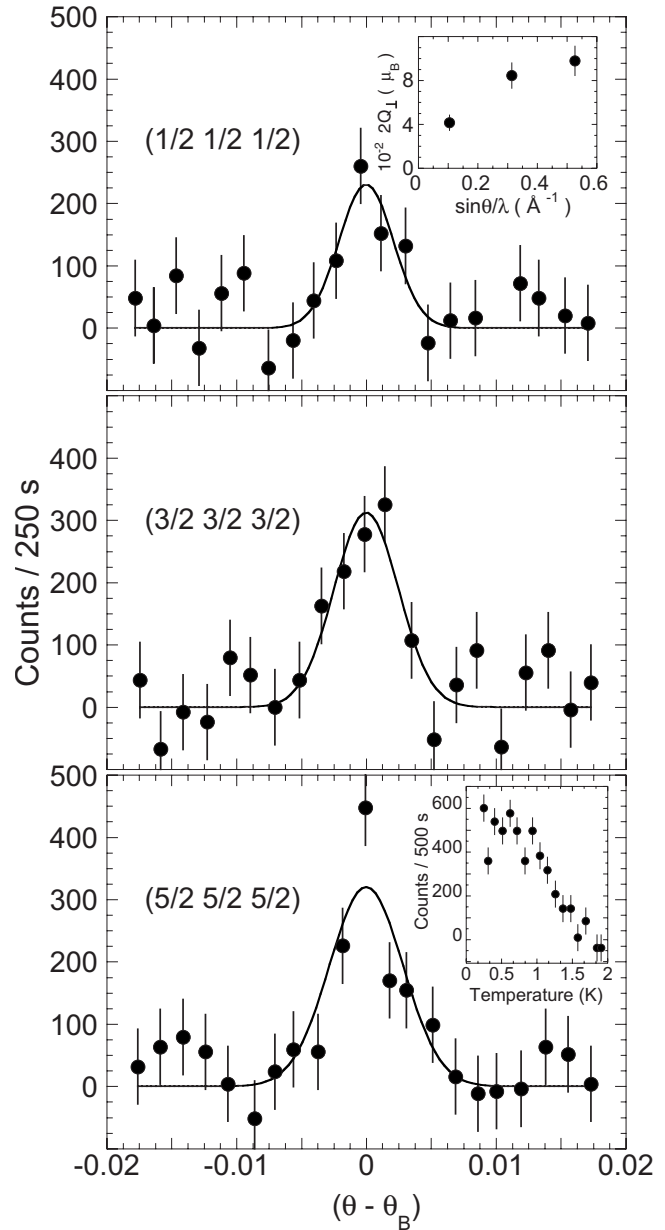 500
400
300
200
100
0
(1/2 1/2 1/2)
10⁻² 2Q⊥ ( μB )
8
4
0
0 0.2 0.4 0.6
sinθ/λ ( Å⁻¹ )
400
300
200
100
0
(3/2 3/2 3/2)
Counts / 250 s
500
400
300
200
100
0
(5/2 5/2 5/2)
Counts / 500 s
600
400
200
0
0 0.5 1 1.5 2
Temperature (K)
-0.02 -0.01 0 0.01 0.02
(θ - θB)